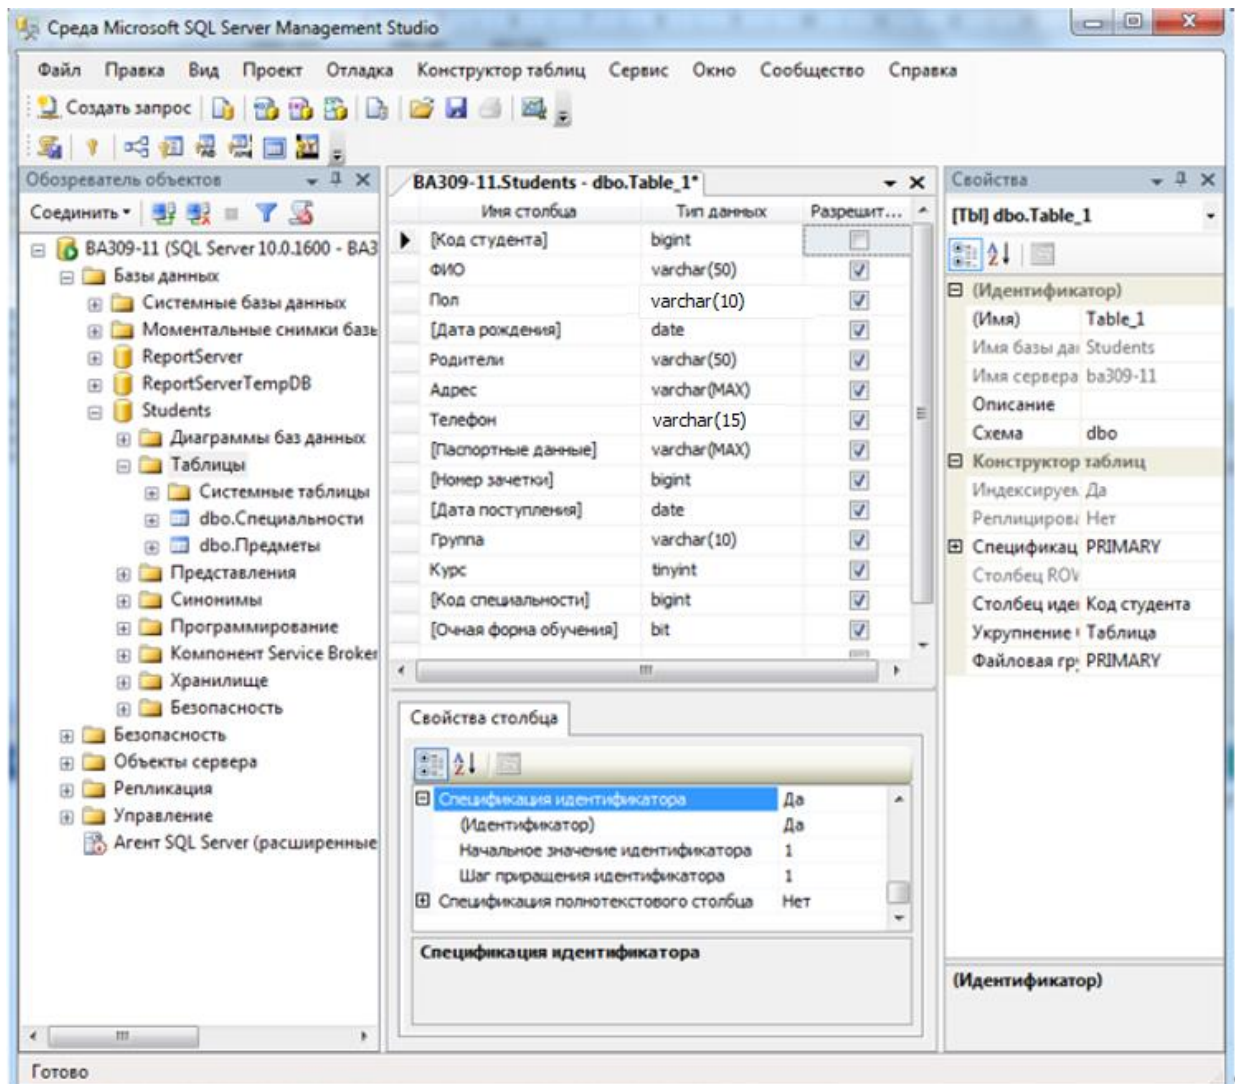 Среда Microsoft SQL Server Management Studio
Файл Правка Вид Проект Отладка Конструктор таблиц Сервис Окно Сообщество Справка
Создать запрос
Обозреватель объектов
Соединить
BA309-11 (SQL Server 10.0.1600 - BA3
Базы данных
Системные базы данных
Моментальные снимки базы
ReportServer
ReportServerTempDB
Students
Диаграммы баз данных
Таблицы
Системные таблицы
dbo.Специальности
dbo.Предметы
Представления
Синонимы
Программирование
Компонент Service Broker
Хранилище
Безопасность
Безопасность
Объекты сервера
Репликация
Управление
Агент SQL Server (расширенные
BA309-11.Students - dbo.Table_1*
Имя столбца Тип данных Разрешит...
[Код студента] bigint
ФИО varchar(50)
Пол varchar(10)
[Дата рождения] date
Родители varchar(50)
Адрес varchar(MAX)
Телефон varchar(15)
[Паспортные данные] varchar(MAX)
[Номер зачетки] bigint
[Дата поступления] date
Группа varchar(10)
Курс tinyint
[Код специальности] bigint
[Очная форма обучения] bit
Свойства столбца
Спецификация идентификатора Да
(Идентификатор) Да
Начальное значение идентификатора 1
Шаг приращения идентификатора 1
Спецификация полнотекстового столбца Нет
Спецификация идентификатора
Свойства
[Tbl] dbo.Table_1
(Идентификатор)
(Имя) Table_1
Имя базы дан Students
Имя сервера ba309-11
Описание
Схема dbo
Конструктор таблиц
Индексируем Да
Реплицирова Нет
Спецификац PRIMARY
Столбец ROW
Столбец иден Код студента
Укрупнение Таблица
Файловая гру PRIMARY
(Идентификатор)
Готово